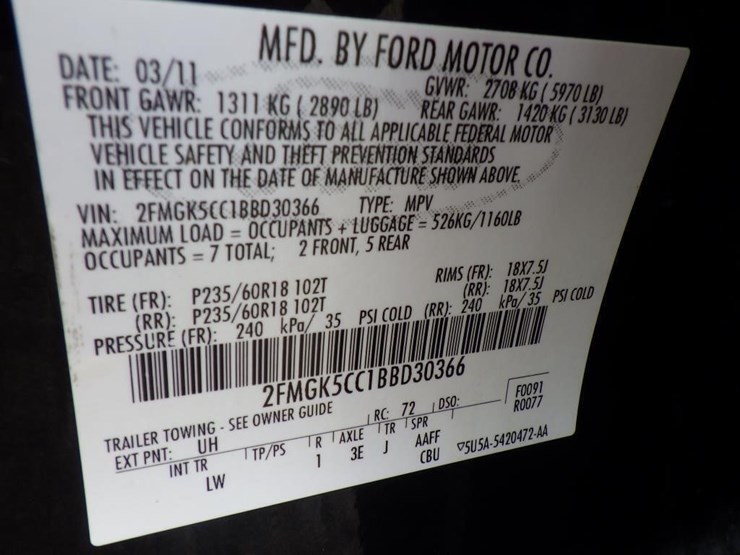 MFD. BY FORD MOTOR CO.
DATE: 03/11 GVWR: 2708 KG ( 5970 LB)
FRONT GAWR: 1311 KG ( 2890 LB) REAR GAWR: 1420 KG ( 3130 LB)
THIS VEHICLE CONFORMS TO ALL APPLICABLE FEDERAL MOTOR
VEHICLE SAFETY AND THEFT PREVENTION STANDARDS
IN EFFECT ON THE DATE OF MANUFACTURE SHOWN ABOVE.
VIN: 2FMGK5CC1BBD30366 TYPE: MPV
MAXIMUM LOAD = OCCUPANTS + LUGGAGE = 526KG/1160LB
OCCUPANTS = 7 TOTAL; 2 FRONT, 5 REAR
TIRE (FR): P235/60R18 102T RIMS (FR): 18X7.5J
(RR): P235/60R18 102T (RR): 18X7.5J
PRESSURE (FR): 240 kPa/ 35 PSI COLD (RR): 240 kPa/ 35 PSI COLD
2FMGK5CC1BBD30366
F0091
TRAILER TOWING - SEE OWNER GUIDE RC: 72 DSO: R0077
EXT PNT: UH TP/PS R AXLE TR SPR
INT TR 1 3E J AAFF ▽5U5A-5420472-AA
LW CBU